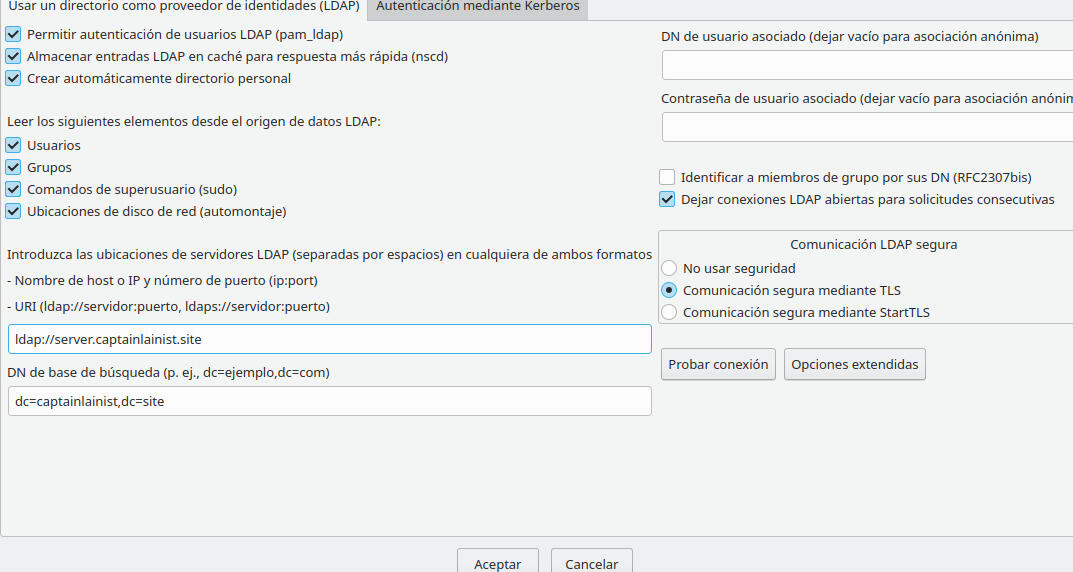 Usar un directorio como proveedor de identidades (LDAP)
Autenticación mediante Kerberos
Permitir autenticación de usuarios LDAP (pam_ldap)
Almacenar entradas LDAP en caché para respuesta más rápida (nscd)
Crear automáticamente directorio personal
Leer los siguientes elementos desde el origen de datos LDAP:
Usuarios
Grupos
Comandos de superusuario (sudo)
Ubicaciones de disco de red (automontaje)
Introduzca las ubicaciones de servidores LDAP (separadas por espacios) en cualquiera de ambos formatos
- Nombre de host o IP y número de puerto (ip:port)
- URI (ldap://servidor:puerto, ldaps://servidor:puerto)
ldap://server.captainlainist.site
DN de base de búsqueda (p. ej., dc=ejemplo,dc=com)
dc=captainlainist,dc=site
DN de usuario asociado (dejar vacío para asociación anónima)
Contraseña de usuario asociado (dejar vacío para asociación
Identificar a miembros de grupo por sus DN (RFC2307bis)
Dejar conexiones LDAP abiertas para solicitudes consecutivas
Comunicación LDAP segura
No usar seguridad
Comunicación segura mediante TLS
Comunicación segura mediante StartTLS
Probar conexión
Opciones extendidas
Aceptar
Cancelar